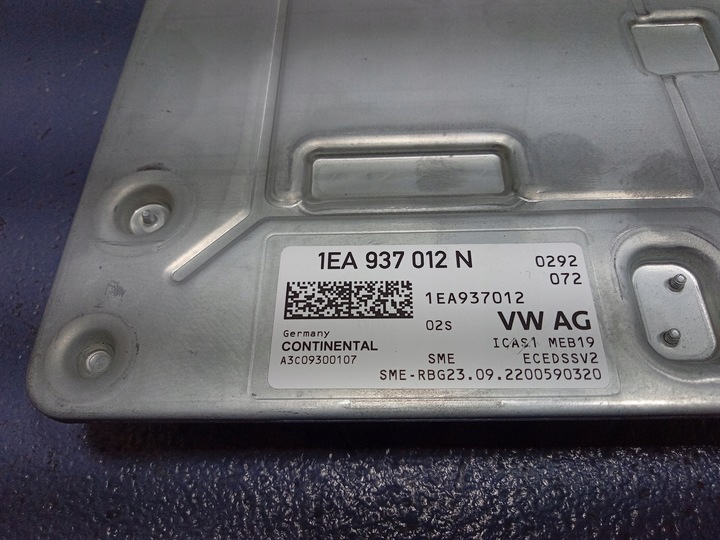 1EA 937 012 N 0292
072
1EA937012
02S VW AG
Germany
CONTINENTAL ICAS1 MEB19
A3C09300107 SME ECEDSSV2
SME-RBG23.09.2200590320